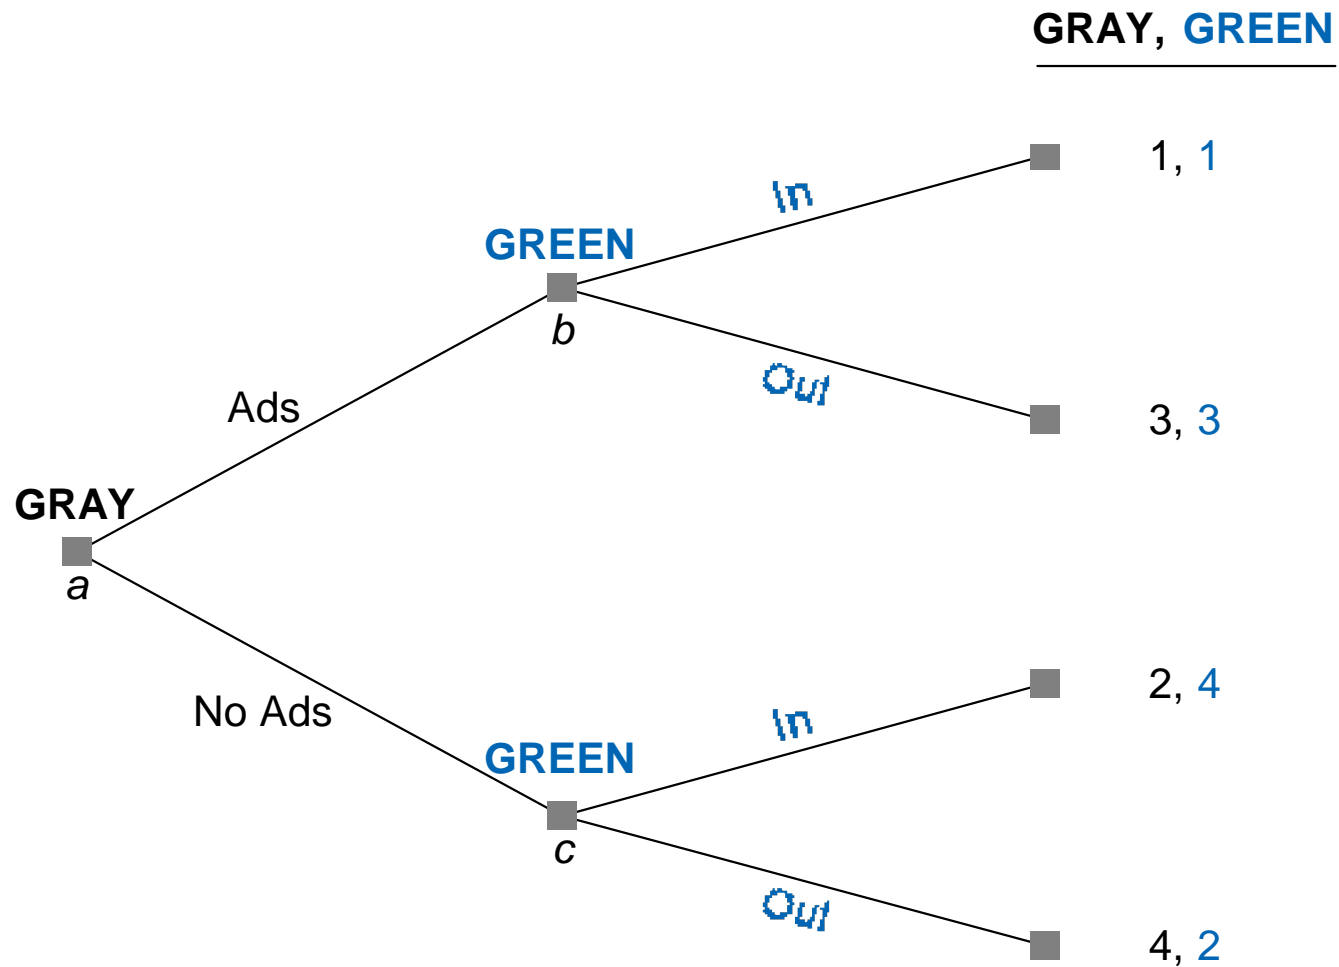 GRAY, GREEN
1, 1
In
GREEN
b
Out
3, 3
Ads
GRAY
a
No Ads
2, 4
In
GREEN
c
Out
4, 2